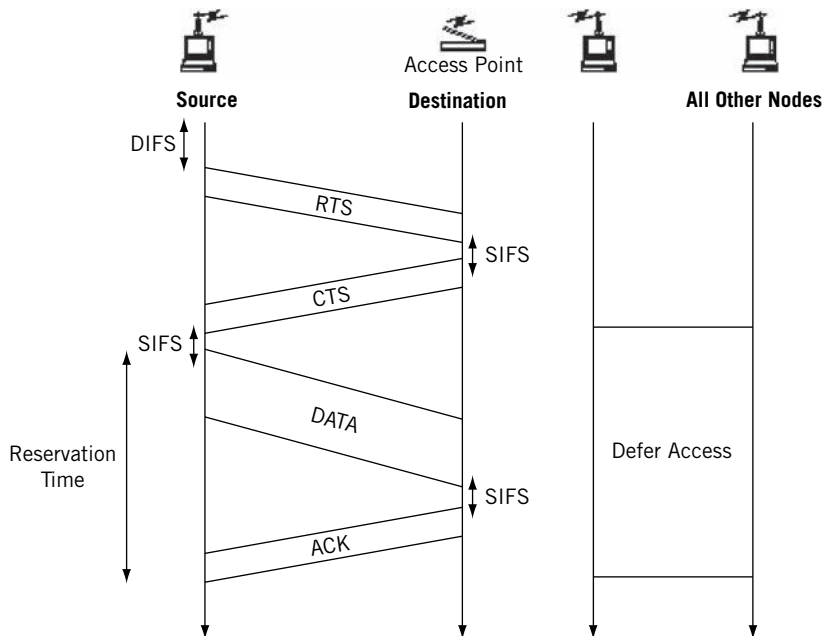 Access Point
Source
Destination
All Other Nodes
DIFS
RTS
SIFS
CTS
SIFS
DATA
Reservation
Time
Defer Access
SIFS
ACK